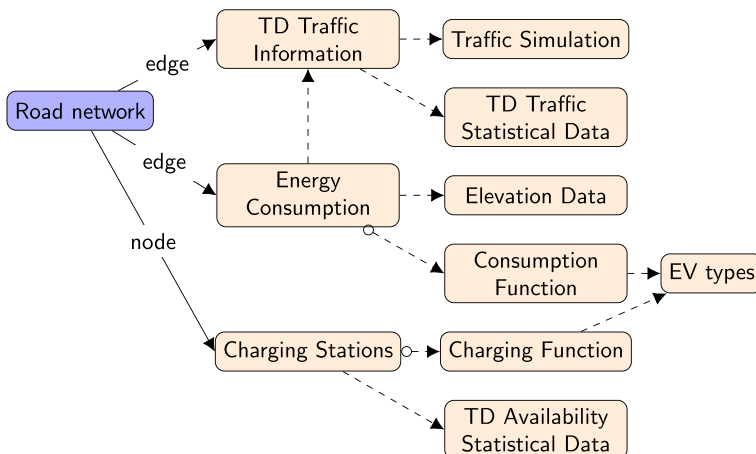 TD Traffic
Information
Traffic Simulation
edge
TD Traffic
Statistical Data
Road network
edge
Energy
Consumption
Elevation Data
node
Consumption
Function
EV types
Charging Stations
Charging Function
TD Availability
Statistical Data